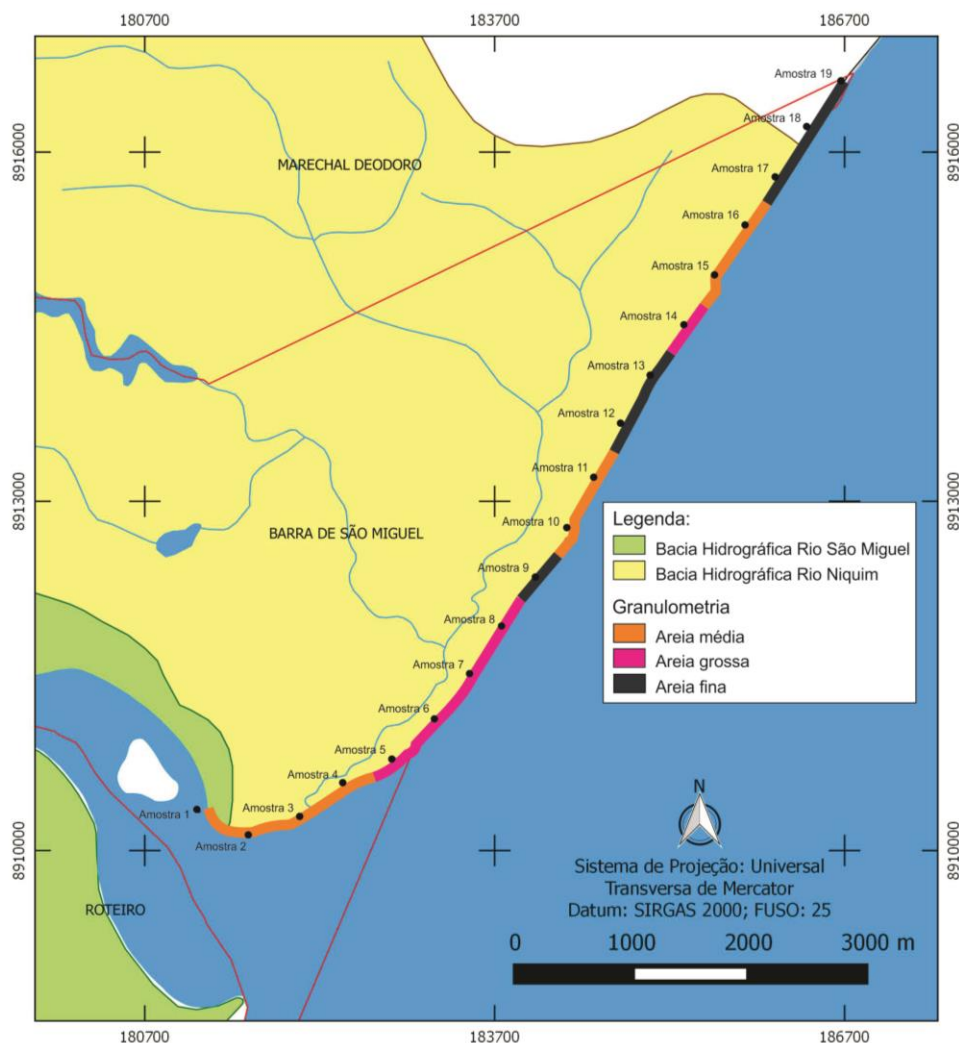 180700
183700
186700
8916000
8916000
8913000
8913000
8910000
8910000
Amostra 19
Amostra 18
MARECHAL DEODORO
Amostra 17
Amostra 16
Amostra 15
Amostra 14
Amostra 13
Amostra 12
Amostra 11
BARRA DE SÃO MIGUEL
Amostra 10
Amostra 9
Amostra 8
Amostra 7
Amostra 6
Amostra 5
Amostra 4
Amostra 3
Amostra 1
Amostra 2
ROTEIRO
Legenda:
Bacia Hidrográfica Rio São Miguel
Bacia Hidrográfica Rio Niquim
Granulometria
Areia média
Areia grossa
Areia fina
N
Sistema de Projeção: Universal
Transversa de Mercator
Datum: SIRGAS 2000; FUSO: 25
0 1000 2000 3000 m
180700
183700
186700